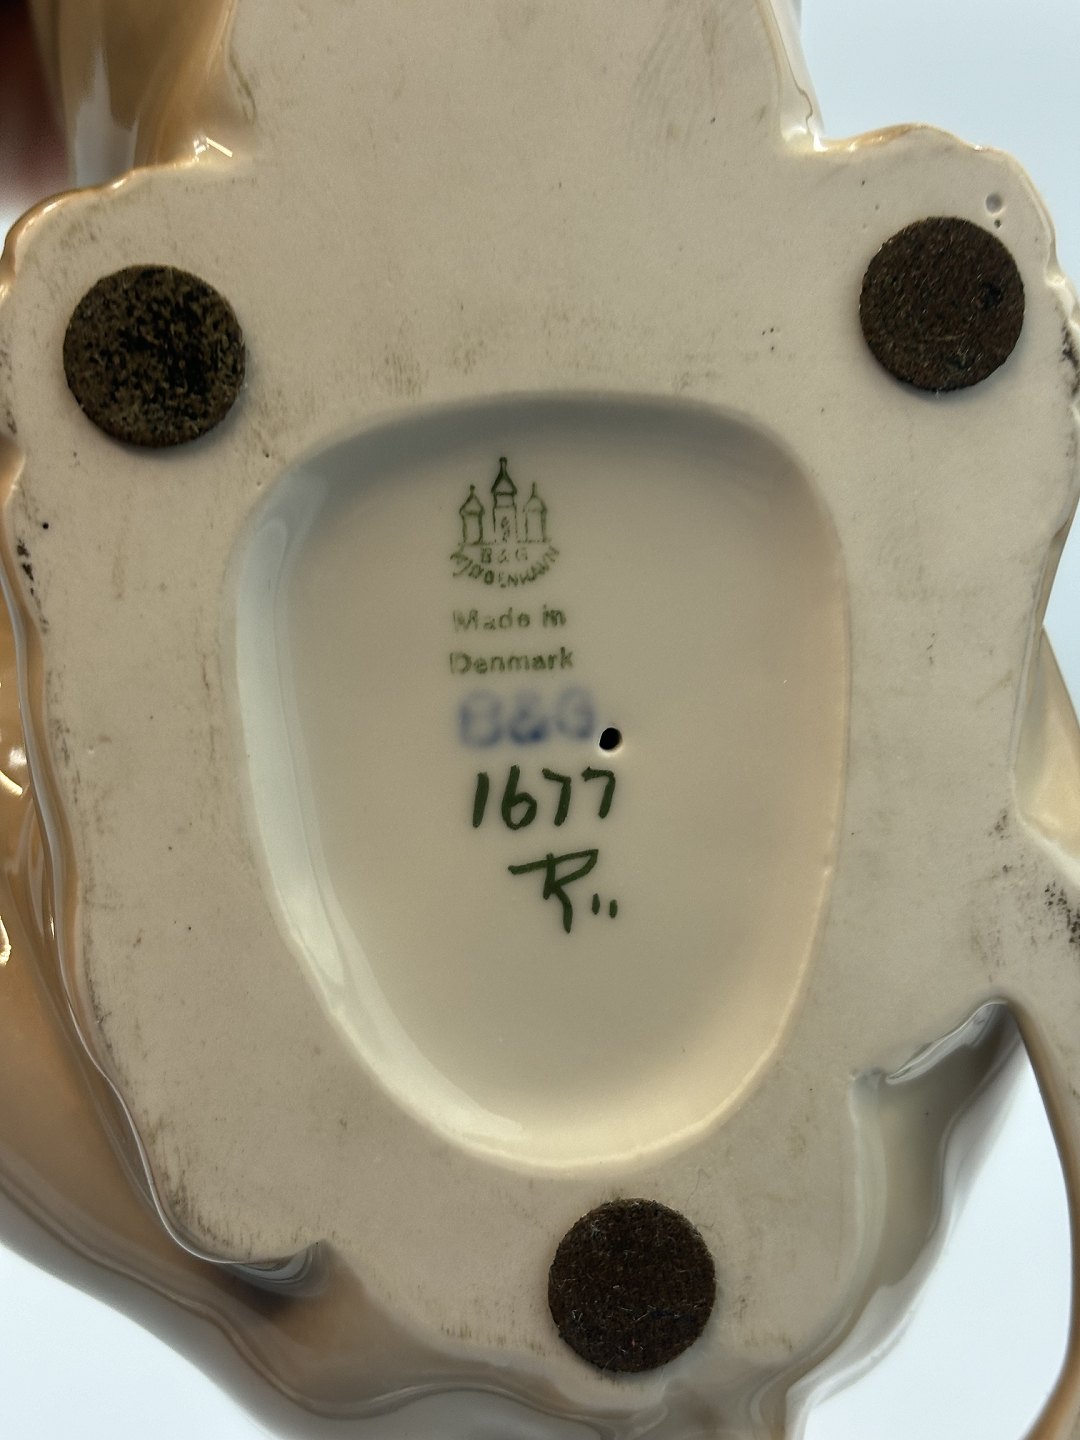 B&G
KJØBENHAVN
Made in
Denmark
B&G
1677
R